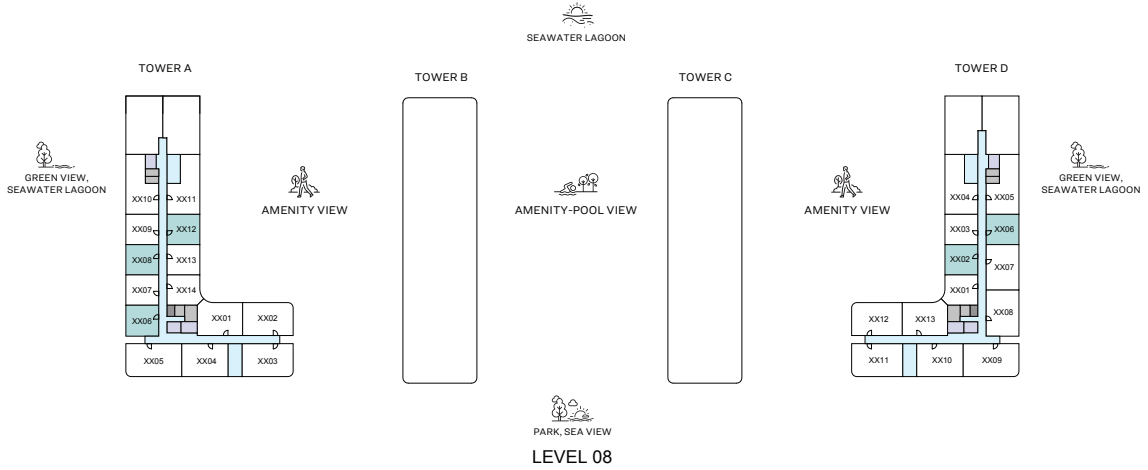 SEAWATER LAGOON
TOWER A
TOWER B
TOWER C
TOWER D
GREEN VIEW,
SEAWATER LAGOON
AMENITY VIEW
AMENITY-POOL VIEW
AMENITY VIEW
GREEN VIEW,
SEAWATER LAGOON
XX10
XX11
XX09
XX12
XX08
XX13
XX07
XX14
XX06
XX01
XX02
XX05
XX04
XX03
XX04
XX05
XX03
XX06
XX02
XX07
XX01
XX08
XX12
XX13
XX11
XX10
XX09
PARK, SEA VIEW
LEVEL 08